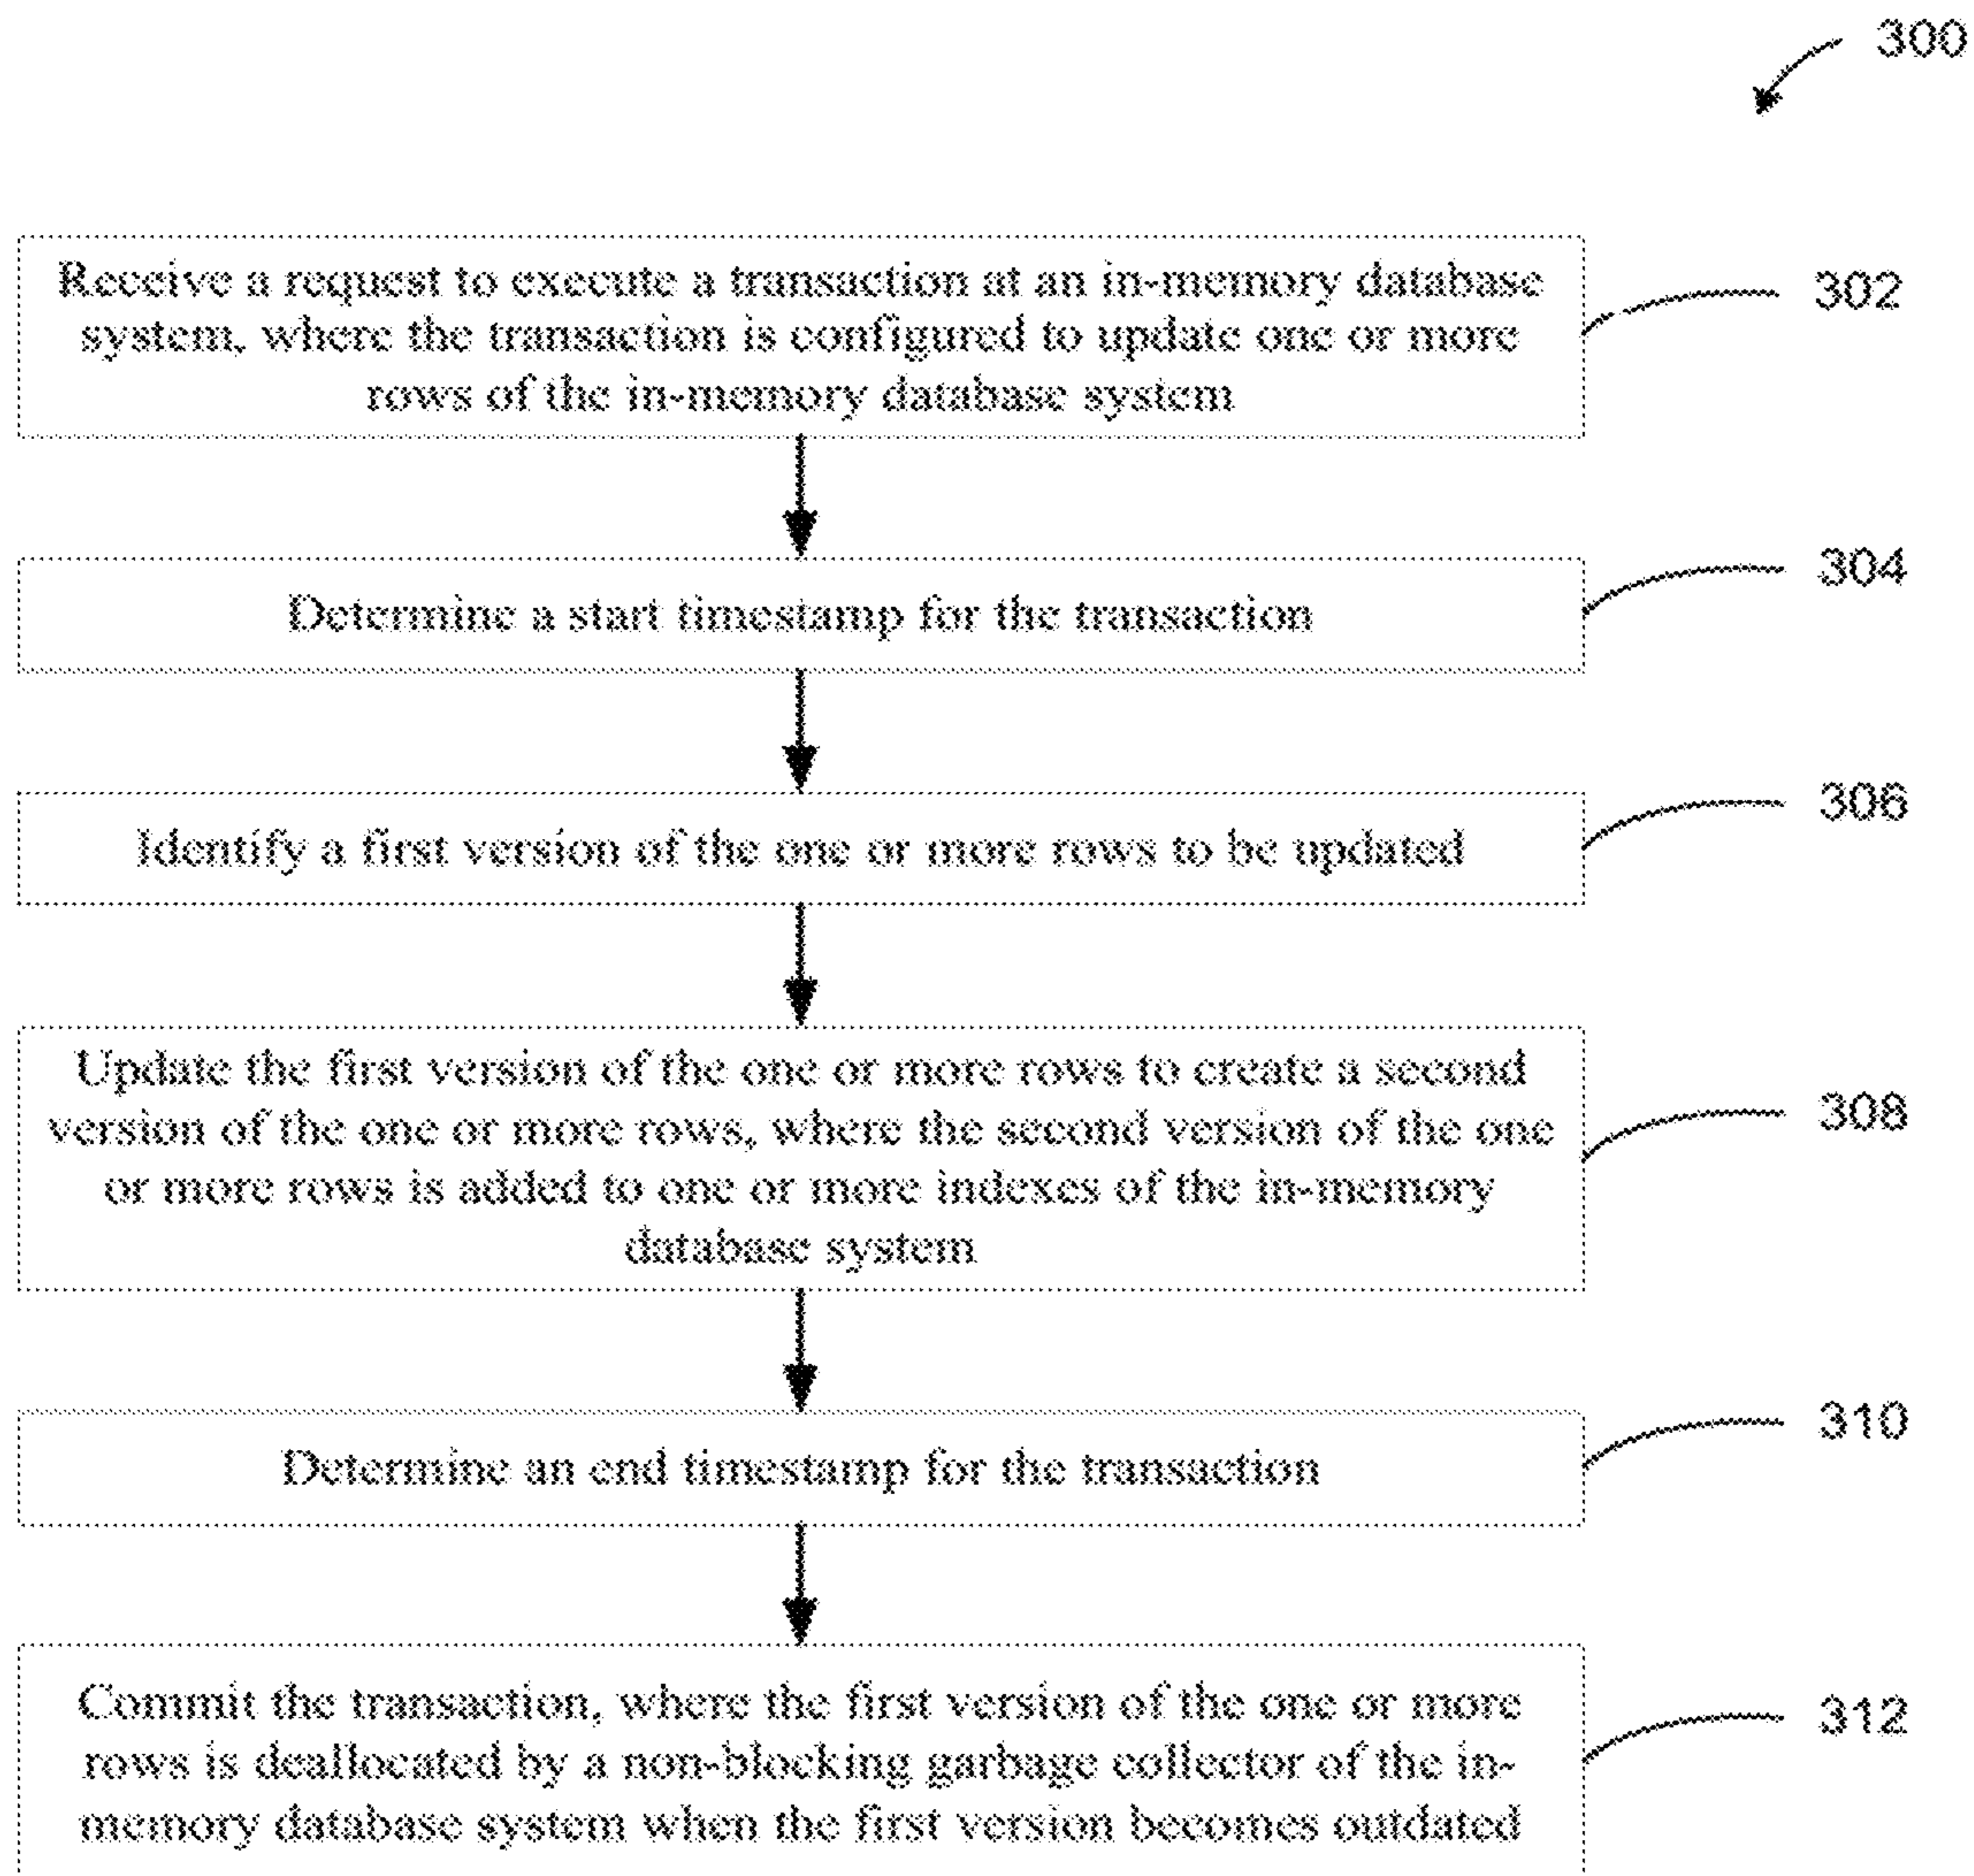 300
Receive a request to execute a transaction at an in-memory database
system, where the transaction is configured to update one or more
rows of the in-memory database system
302
Determine a start timestamp for the transaction
304
Identify a first version of the one or more rows to be updated
306
Update the first version of the one or more rows to create a second
version of the one or more rows, where the second version of the one
or more rows is added to one or more indexes of the in-memory
database system
308
Determine an end timestamp for the transaction
310
Commit the transaction, where the first version of the one or more
rows is deallocated by a non-blocking garbage collector of the in-
memory database system when the first version becomes outdated
312